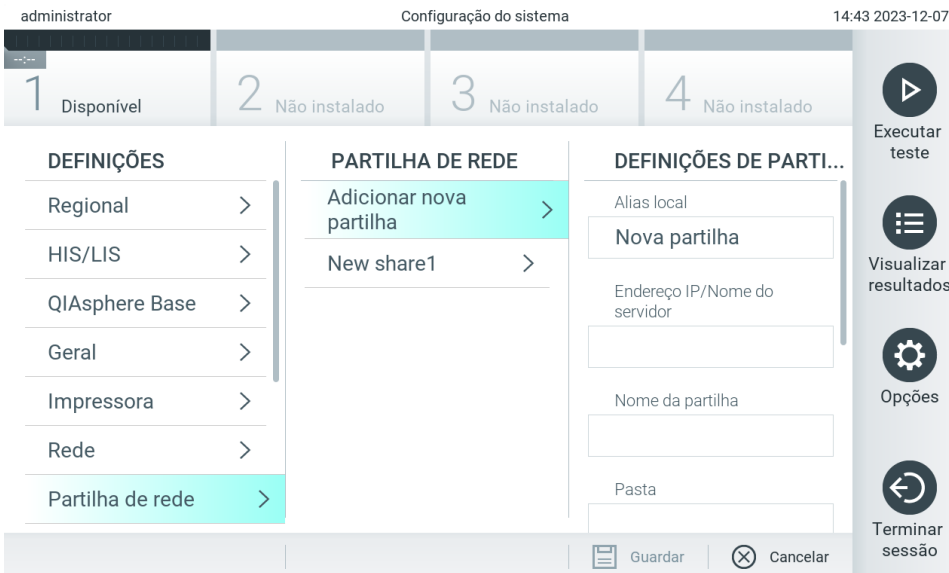 administrator
Configuração do sistema
14:43 2023-12-07
--:--
1 Disponível
2 Não instalado
3 Não instalado
4 Não instalado
DEFINIÇÕES
Regional
HIS/LIS
QIAsphere Base
Geral
Impressora
Rede
Partilha de rede
PARTILHA DE REDE
Adicionar nova
partilha
New share1
DEFINIÇÕES DE PARTI...
Alias local
Nova partilha
Endereço IP/Nome do
servidor
Nome da partilha
Pasta
Guardar
Cancelar
Executar
teste
Visualizar
resultados
Opções
Terminar
sessão